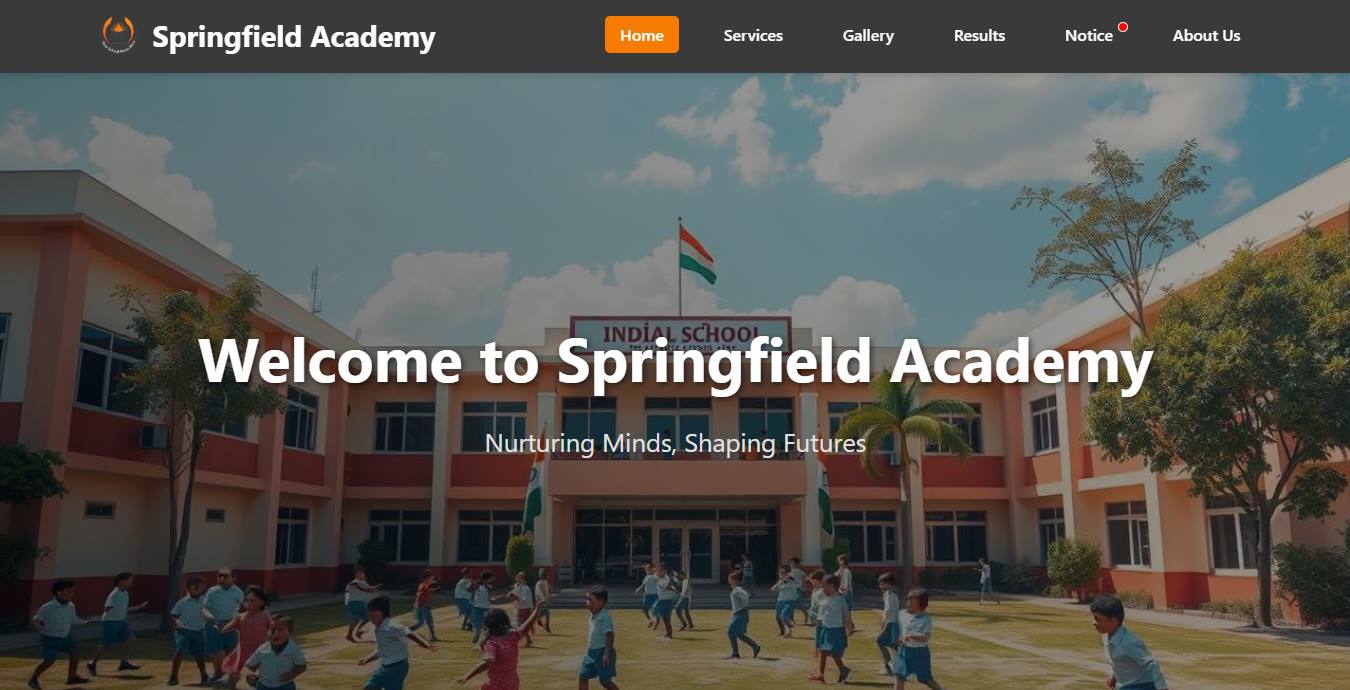 Springfield Academy
Home
Services
Gallery
Results
Notice
About Us
INDIAL SCHOOL
Welcome to Springfield Academy
Nurturing Minds, Shaping Futures